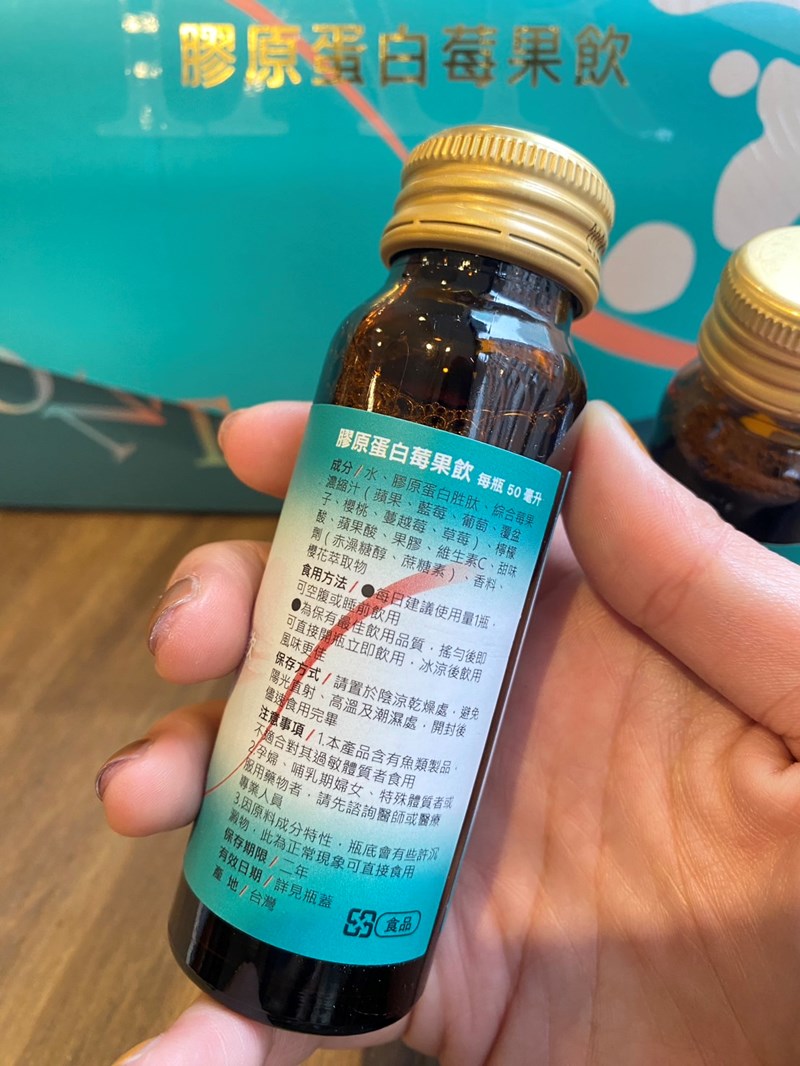 膠原蛋白莓果飲
膠原蛋白莓果飲 每瓶 50 毫升
成分/水、膠原蛋白胜肽、綜合莓果
濃縮汁(蘋果、藍莓、葡萄、覆盆
子、櫻桃、蔓越莓、草莓)、檸檬
酸、蘋果酸、果膠、維生素C、甜味
劑(赤藻糖醇、蔗糖素)、香料、
櫻花萃取物
食用方法/●每日建議使用量1瓶,
可空腹或睡前飲用
●為保有最佳飲用品質,搖勻後即
可直接開瓶立即飲用,冰涼後飲用
風味更佳
保存方式/請置於陰涼乾燥處,避免
陽光直射、高溫及潮濕處,開封後
儘速食用完畢
注意事項/1.本產品含有魚類製品,
不適合對其過敏體質者食用
2.孕婦、哺乳期婦女、特殊體質者或
服用藥物者,請先諮詢醫師或醫療
專業人員
3.因原料成分特性,瓶底會有些許沉
澱物,此為正常現象可直接食用
保存期限/二年
有效日期/詳見瓶蓋
產 地/台灣
食品